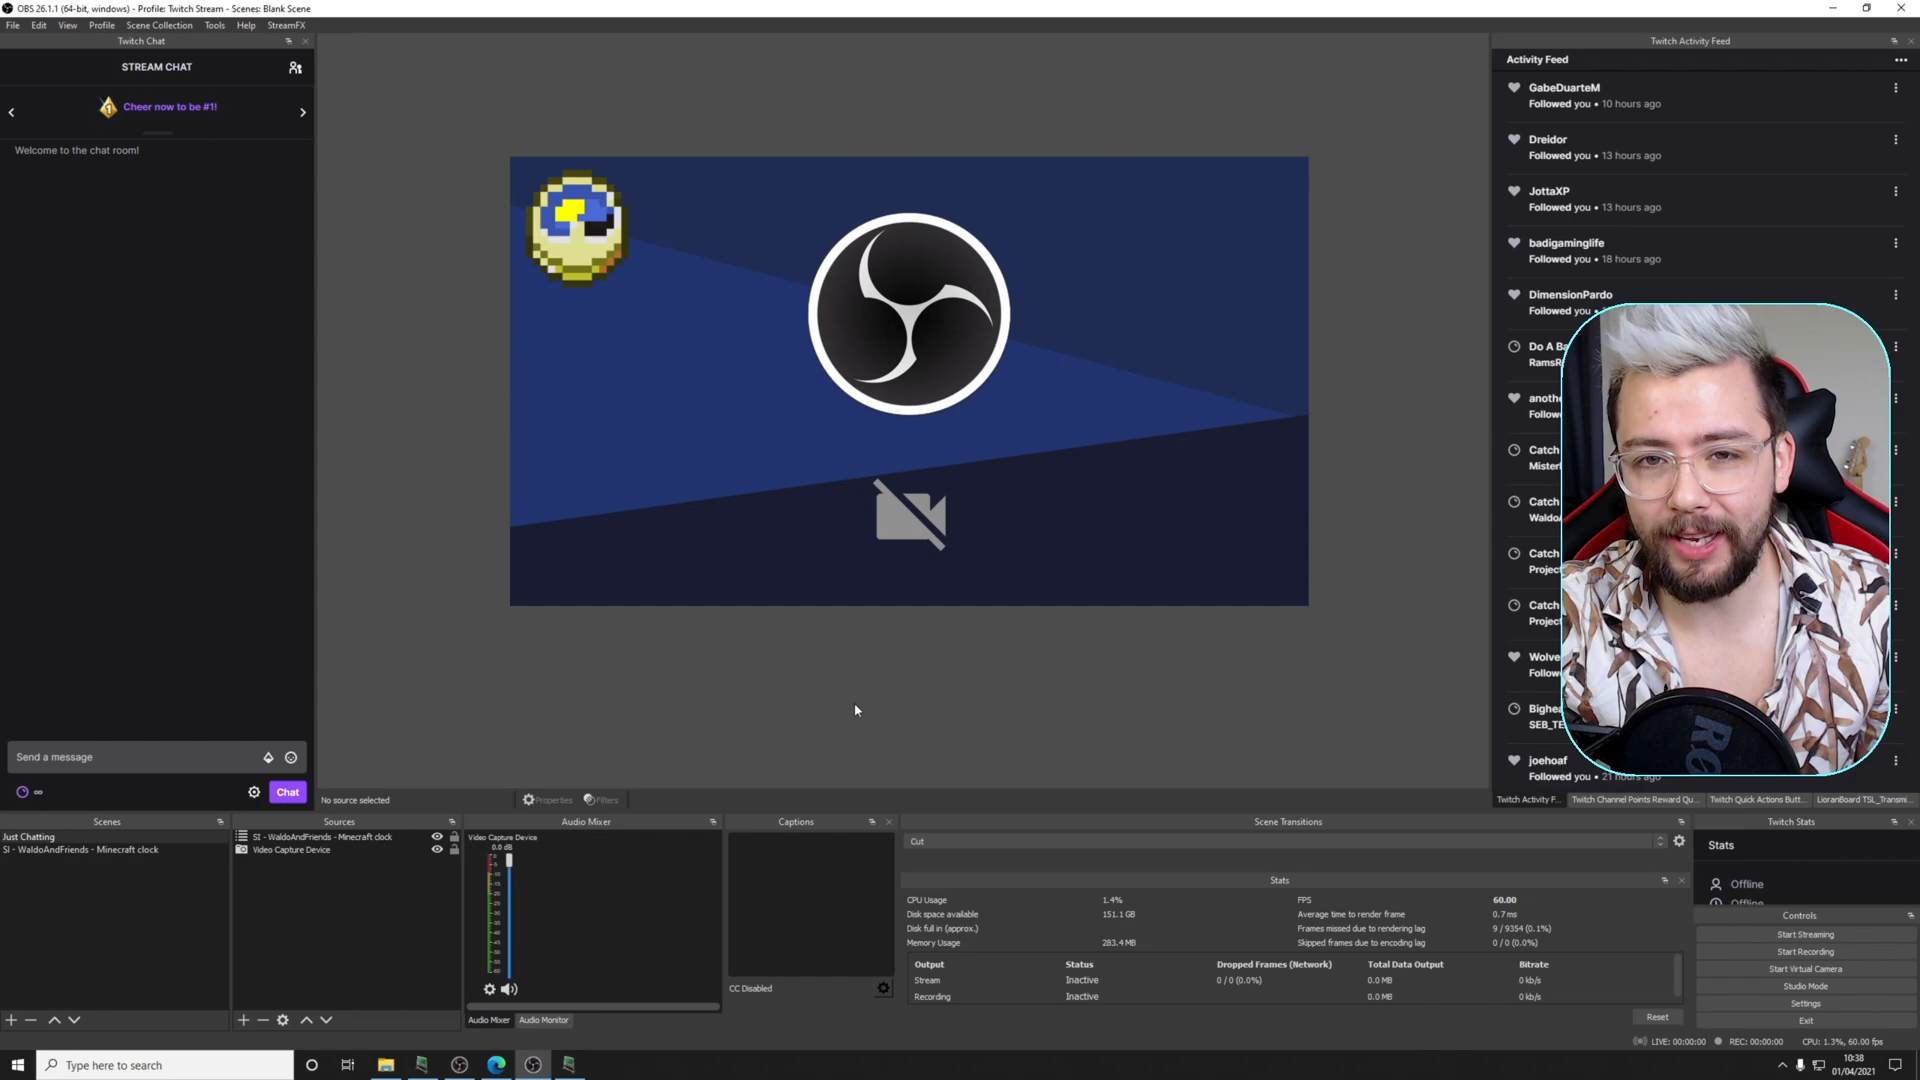 OBS 26.1.1 (64-bit, windows) - Profile: Twitch Stream - Scenes: Blank Scene
File Edit View Profile Scene Collection Tools Help StreamFX
Twitch Chat
STREAM CHAT
Cheer now to be #1!
Welcome to the chat room!
Send a message
∞
Chat
Twitch Activity Feed
Activity Feed
GabeDuarteM
Followed you • 10 hours ago
Dreidor
Followed you • 13 hours ago
JottaXP
Followed you • 13 hours ago
badigaminglife
Followed you • 18 hours ago
DimensionPardo
Followed you •
Do A
Catch
Catch
Catch
Catch
joehoaf
Followed you • 21 hours ago
Twitch Activity F... Twitch Channel Points Reward Qu... Twitch Quick Actions Butt... LioranBoard TSL_Transmi...
No source selected Properties Filters
Scenes
Just Chatting
SI - WaldoAndFriends - Minecraft clock
Sources
SI - WaldoAndFriends - Minecraft clock
Video Capture Device
Audio Mixer
Video Capture Device
0.0 dB
Audio Mixer Audio Monitor
Captions
CC Disabled
Scene Transitions
Cut
Stats
CPU Usage 1.4% FPS 60.00
Disk space available 151.1 GB Average time to render frame 0.7 ms
Disk full in (approx.) Frames missed due to rendering lag 9 / 9354 (0.1%)
Memory Usage 283.4 MB Skipped frames due to encoding lag 0 / 0 (0.0%)
Output Status Dropped Frames (Network) Total Data Output Bitrate
Stream Inactive 0 / 0 (0.0%) 0.0 MB 0 kb/s
Recording Inactive 0.0 MB 0 kb/s
Reset
Twitch Stats
Stats
Offline
Offline
Controls
Start Streaming
Start Recording
Start Virtual Camera
Studio Mode
Settings
Exit
LIVE: 00:00:00 REC: 00:00:00 CPU: 1.3%, 60.00 fps
Type here to search
10:38
01/04/2021